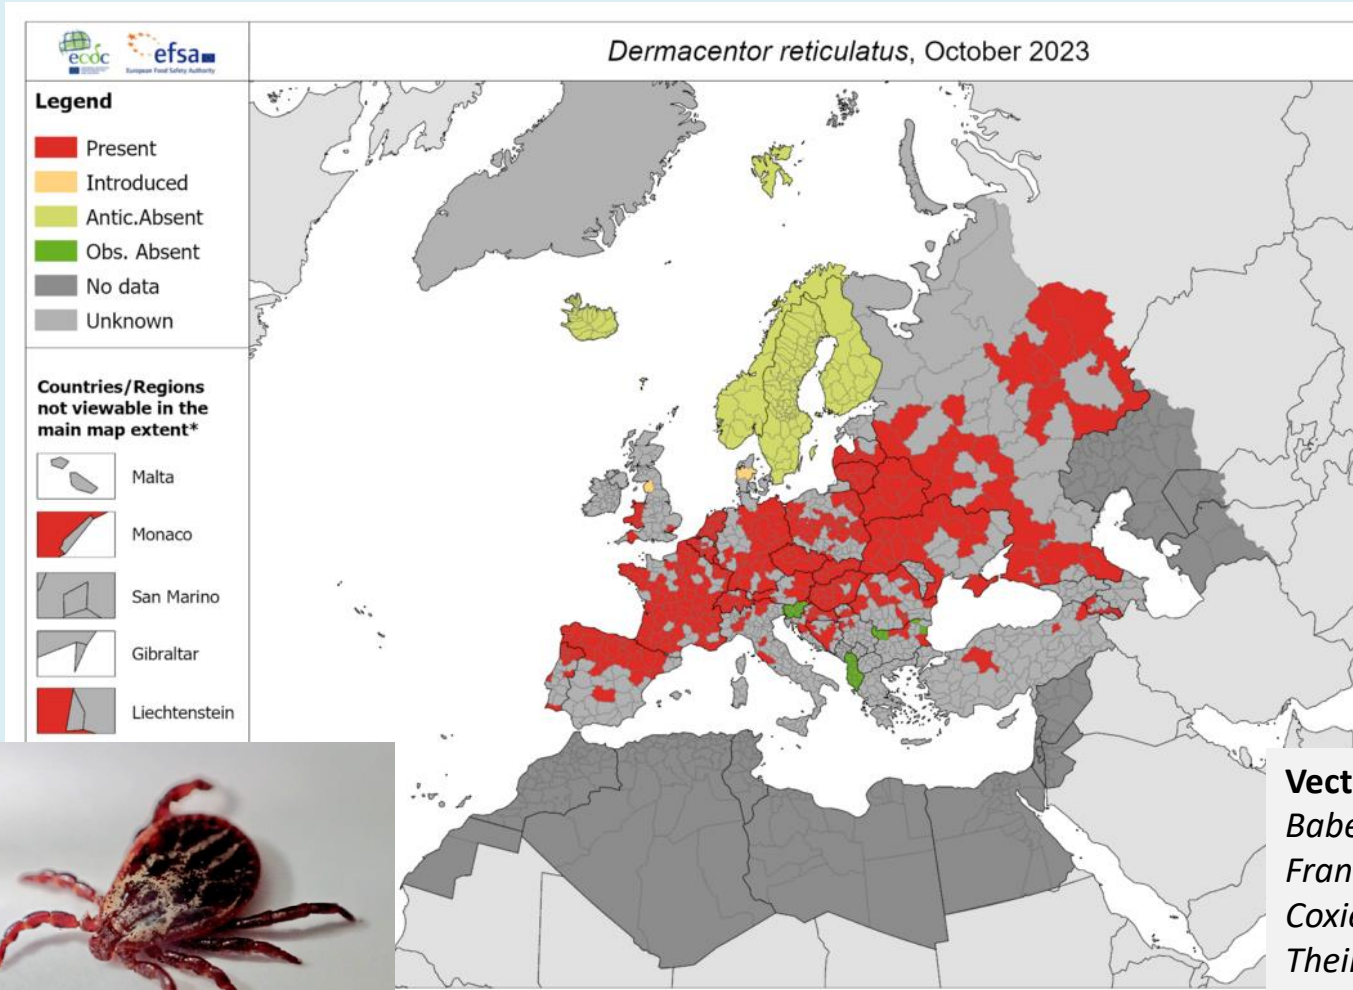 ecdc
efsa
European Food Safety Authority
Dermacentor reticulatus, October 2023
Legend
Present
Introduced
Antic.Absent
Obs. Absent
No data
Unknown
Countries/Regions
not viewable in the
main map extent*
Malta
Monaco
San Marino
Gibraltar
Liechtenstein
Vect
Babe
Fran
Coxie
Theil